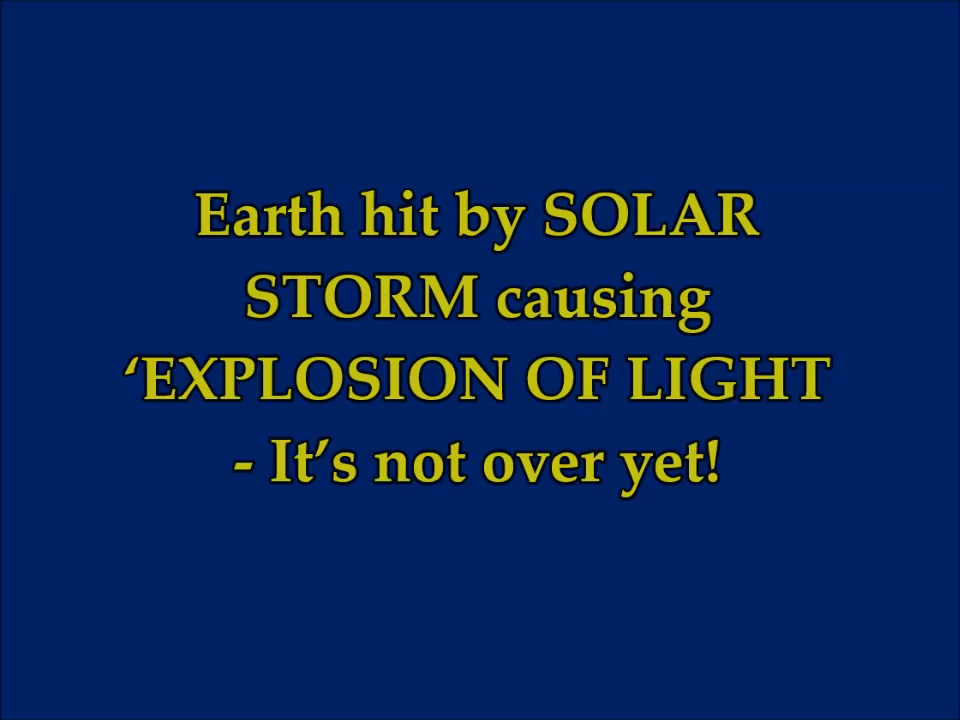 Earth hit by SOLAR
STORM causing
‘EXPLOSION OF LIGHT
- It’s not over yet!